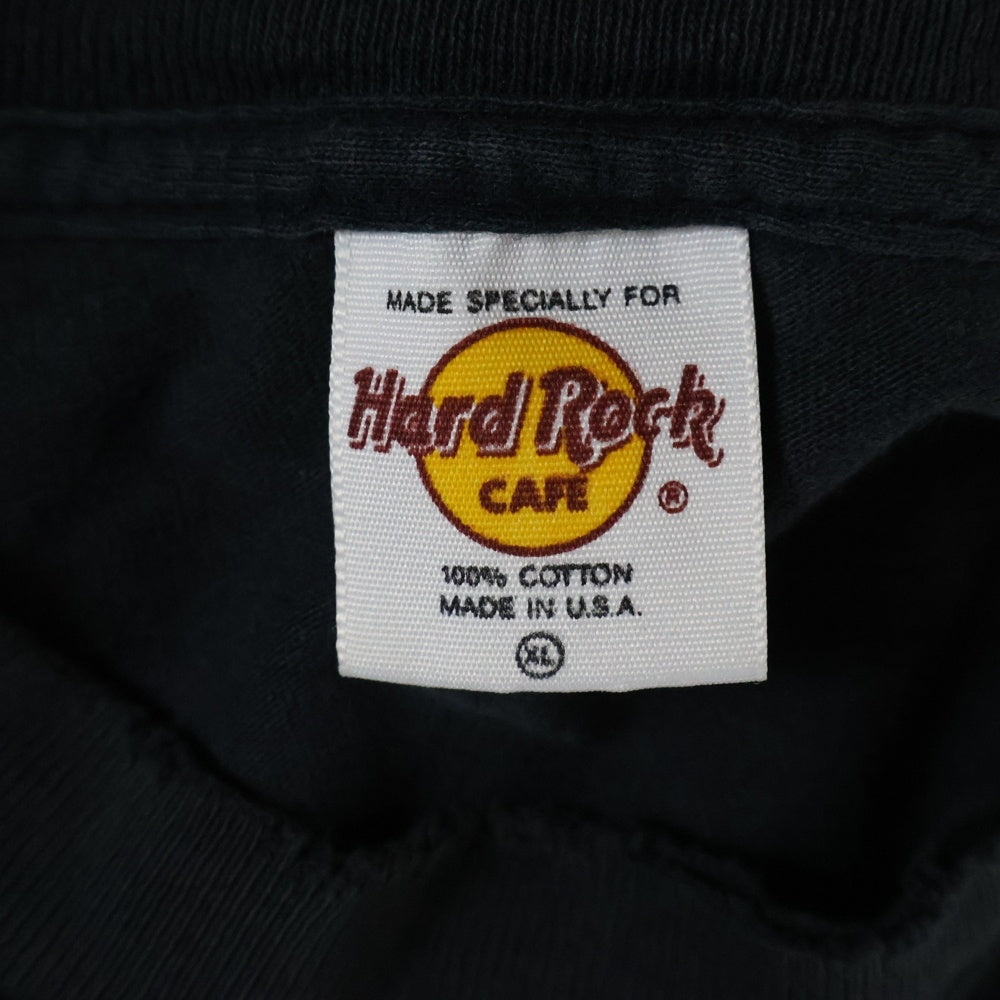 MADE SPECIALLY FOR
Hard Rock
CAFE
®
100% COTTON
MADE IN U.S.A.
XL